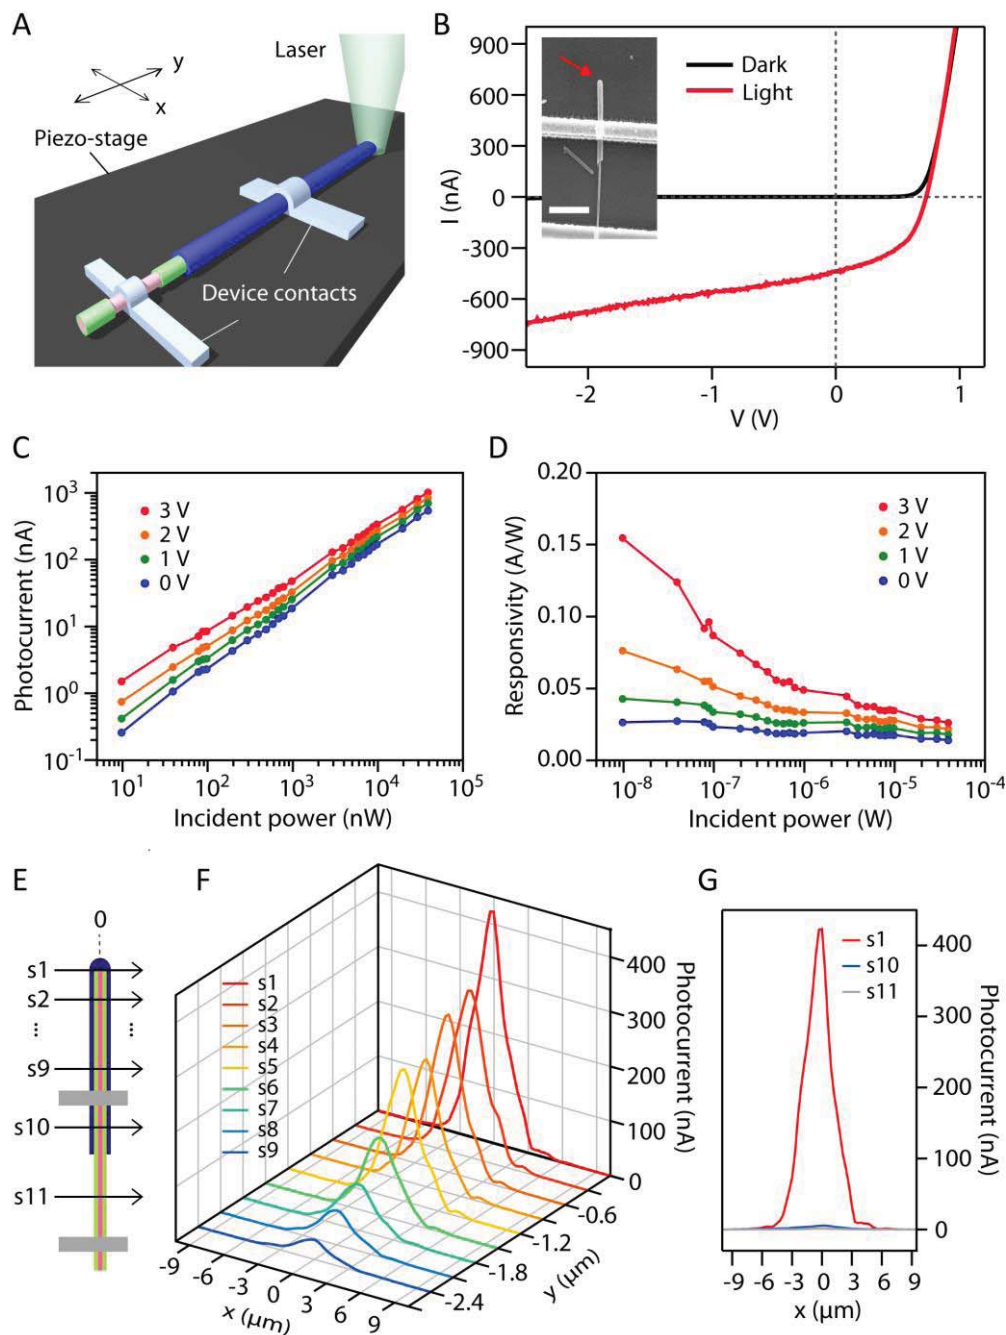 A
Laser
y
x
Piezo-stage
Device contacts
B
900
600
300
0
-300
-600
-900
I (nA)
Dark
Light
-2
-1
0
1
V (V)
C
10³
10²
10¹
10⁰
10⁻¹
Photocurrent (nA)
3 V
2 V
1 V
0 V
10¹
10²
10³
10⁴
10⁵
Incident power (nW)
D
0.20
0.15
0.10
0.05
0.00
Responsivity (A/W)
3 V
2 V
1 V
0 V
10⁻⁸
10⁻⁷
10⁻⁶
10⁻⁵
10⁻⁴
Incident power (W)
E
0
s1
s2
...
...
s9
s10
s11
F
s1
s2
s3
s4
s5
s6
s7
s8
s9
400
300
200
100
0
Photocurrent (nA)
-0.6
-1.2
-1.8
-2.4
y (µm)
-9
-6
-3
0
3
6
9
x (µm)
G
s1
s10
s11
400
300
200
100
0
Photocurrent (nA)
-9
-6
-3
0
3
6
9
x (µm)